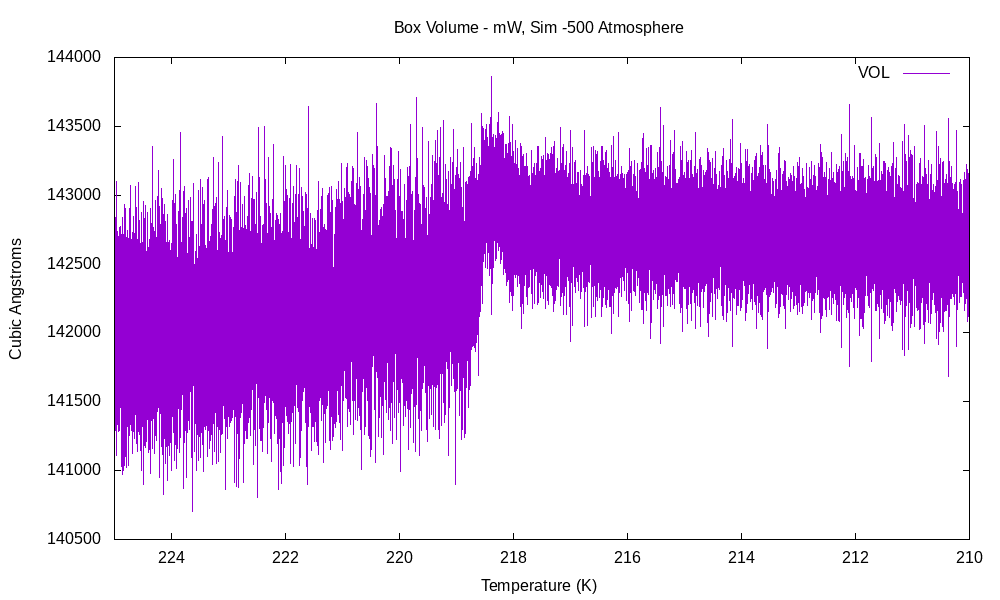 Box Volume - mW, Sim -500 Atmosphere
VOL
144000
143500
143000
142500
142000
141500
141000
140500
Cubic Angstroms
224 222 220 218 216 214 212 210
Temperature (K)